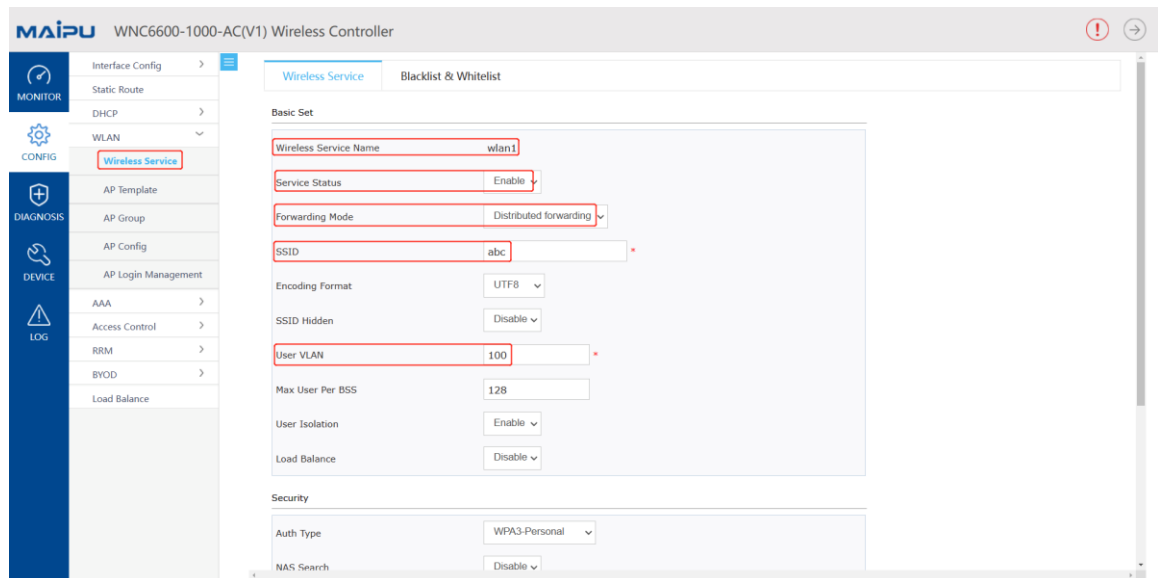 MAIPU WNC6600-1000-AC(V1) Wireless Controller
MONITOR
CONFIG
DIAGNOSIS
DEVICE
LOG
Interface Config
Static Route
DHCP
WLAN
Wireless Service
AP Template
AP Group
AP Config
AP Login Management
AAA
Access Control
RRM
BYOD
Load Balance
Wireless Service Blacklist & Whitelist
Basic Set
Wireless Service Name wlan1
Service Status Enable
Forwarding Mode Distributed forwarding
SSID abc *
Encoding Format UTF8
SSID Hidden Disable
User VLAN 100 *
Max User Per BSS 128
User Isolation Enable
Load Balance Disable
Security
Auth Type WPA3-Personal
NAS Search Disable